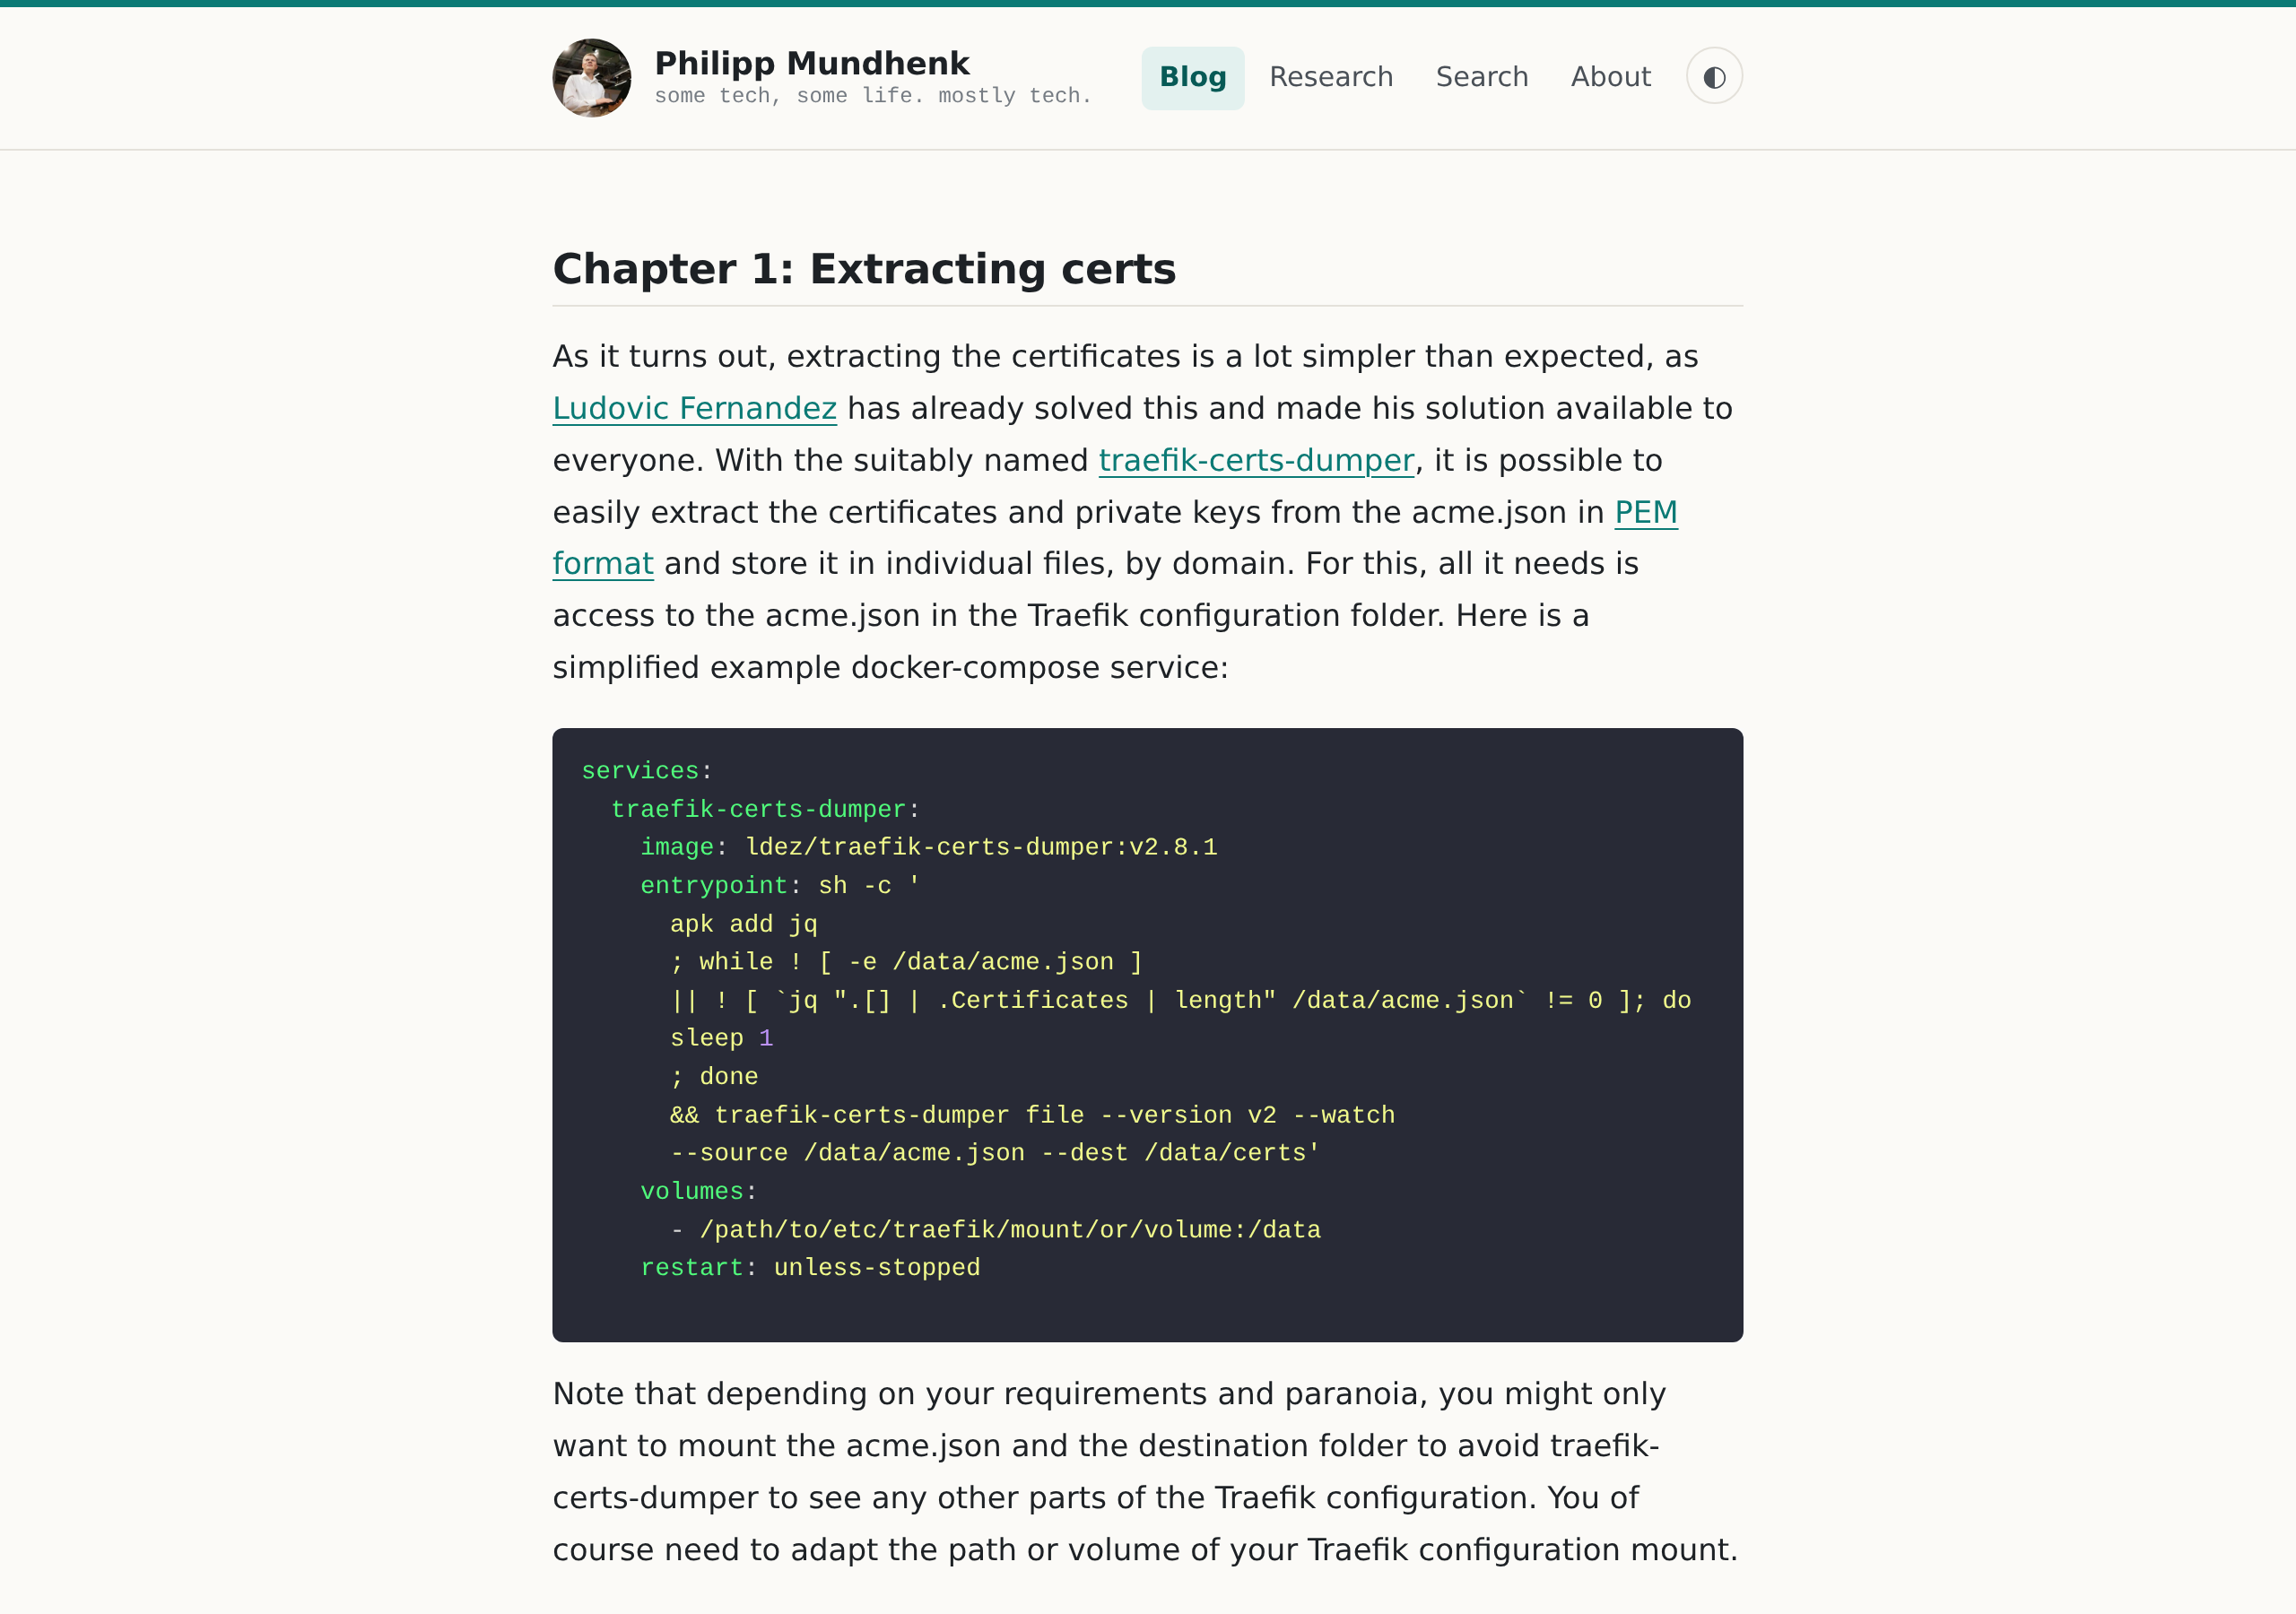 Philipp Mundhenk
some tech, some life. mostly tech.
Blog
Research
Search
About
Chapter 1: Extracting certs
As it turns out, extracting the certificates is a lot simpler than expected, as
Ludovic Fernandez has already solved this and made his solution available to
everyone. With the suitably named traefik-certs-dumper, it is possible to
easily extract the certificates and private keys from the acme.json in PEM
format and store it in individual files, by domain. For this, all it needs is
access to the acme.json in the Traefik configuration folder. Here is a
simplified example docker-compose service:
services:
  traefik-certs-dumper:
    image: ldez/traefik-certs-dumper:v2.8.1
    entrypoint: sh -c '
      apk add jq
      ; while ! [ -e /data/acme.json ]
      || ! [ `jq ".[] | .Certificates | length" /data/acme.json` != 0 ]; do
      sleep 1
      ; done
      && traefik-certs-dumper file --version v2 --watch
      --source /data/acme.json --dest /data/certs'
    volumes:
      - /path/to/etc/traefik/mount/or/volume:/data
    restart: unless-stopped
Note that depending on your requirements and paranoia, you might only
want to mount the acme.json and the destination folder to avoid traefik-
certs-dumper to see any other parts of the Traefik configuration. You of
course need to adapt the path or volume of your Traefik configuration mount.